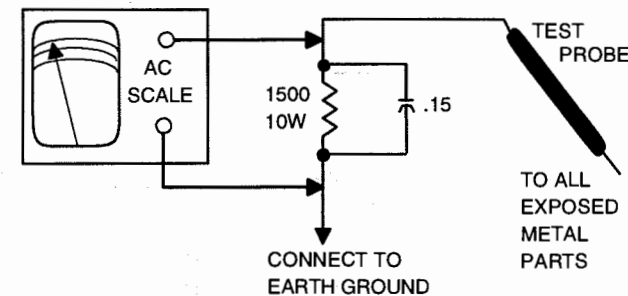 AC
SCALE
1500
10W
.15
TEST
PROBE
TO ALL
EXPOSED
METAL
PARTS
CONNECT TO
EARTH GROUND